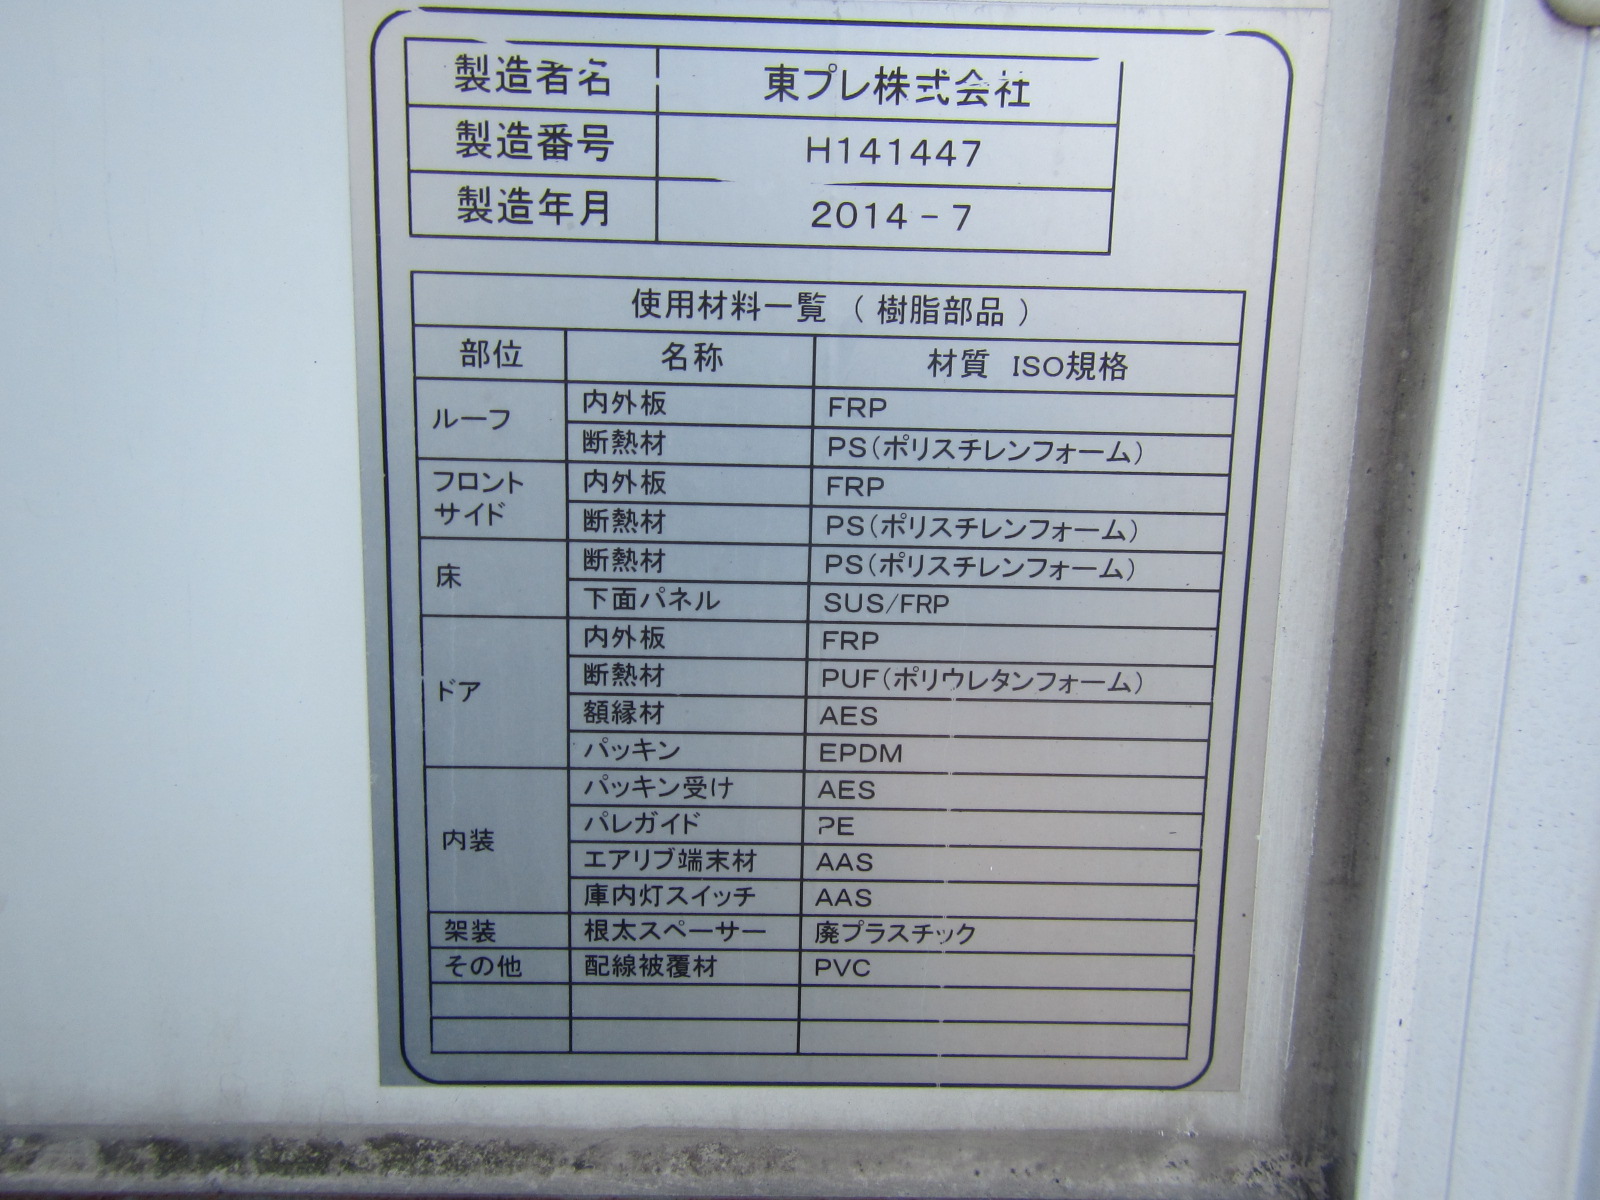 製造者名 東プレ株式会社
製造番号 H141447
製造年月 2014-7
使用材料一覧 (樹脂部品)
部位 名称 材質 ISO規格
ルーフ 内外板 FRP
断熱材 PS(ポリスチレンフォーム)
フロント
サイド 内外板 FRP
断熱材 PS(ポリスチレンフォーム)
床 断熱材 PS(ポリスチレンフォーム)
下面パネル SUS/FRP
ドア 内外板 FRP
断熱材 PUF(ポリウレタンフォーム)
額縁材 AES
パッキン EPDM
内装 パッキン受け AES
パレガイド PE
エアリブ端末材 AAS
庫内灯スイッチ AAS
架装 根太スペーサー 廃プラスチック
その他 配線被覆材 PVC